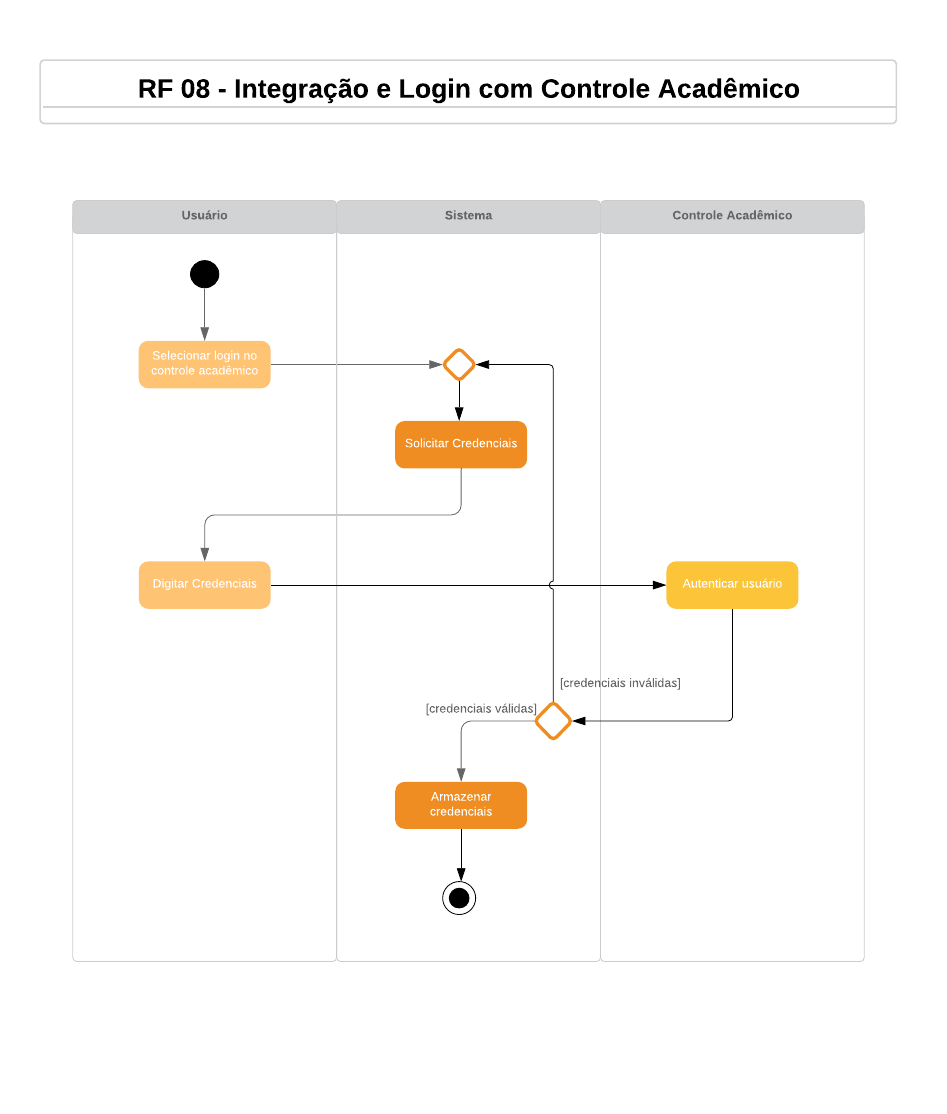 RF 08 - Integração e Login com Controle Acadêmico
Usuário
Sistema
Controle Acadêmico
Selecionar login no
controle acadêmico
Solicitar Credenciais
Digitar Credenciais
Autenticar usuário
[credenciais inválidas]
[credenciais válidas]
Armazenar
credenciais